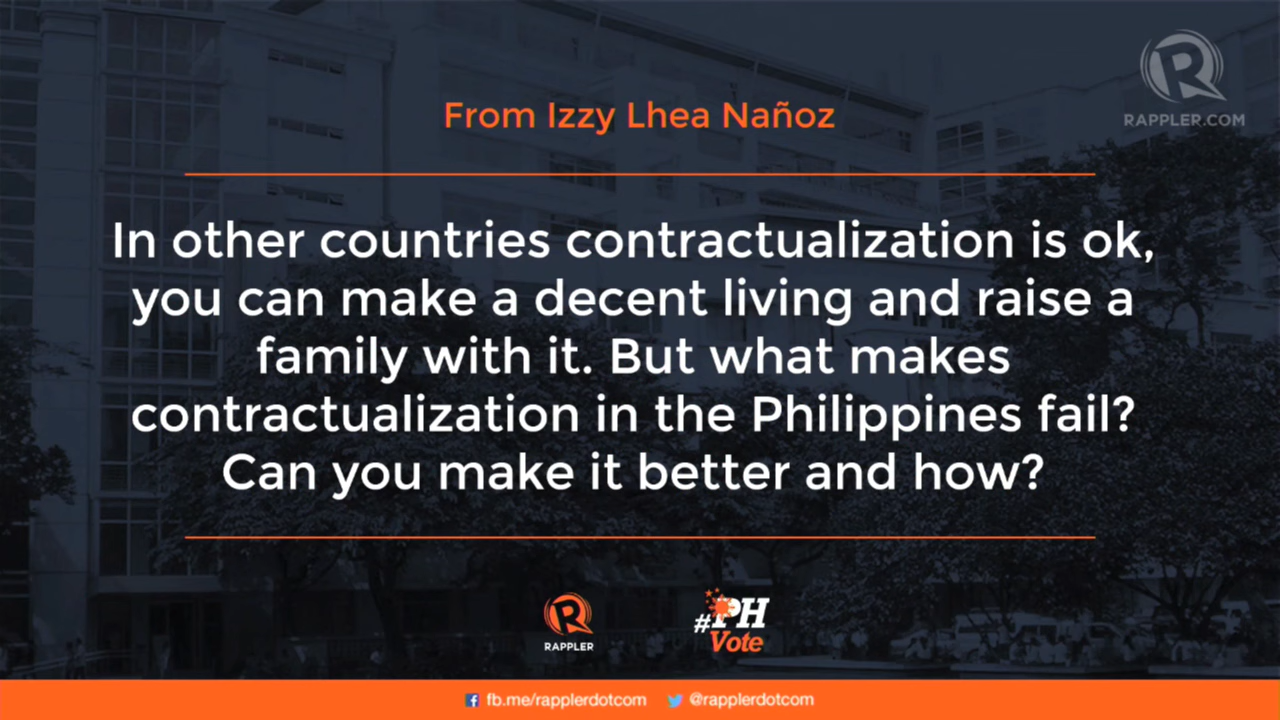 RAPPLER.COM
From Izzy Lhea Nañoz
In other countries contractualization is ok,
you can make a decent living and raise a
family with it. But what makes
contractualization in the Philippines fail?
Can you make it better and how?
RAPPLER
#PH
Vote
fb.me/rapplerdotcom @rapplerdotcom